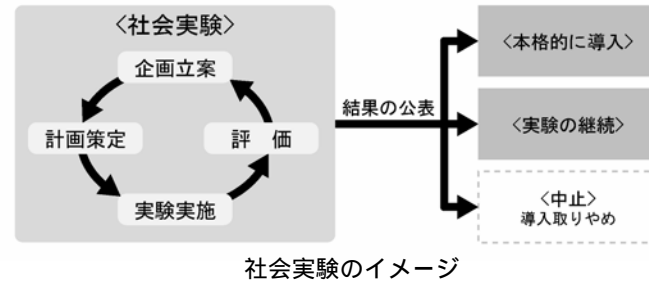 <社会実験>
企画立案
計画策定
評　価
実験実施
結果の公表
<本格的に導入>
<実験の継続>
<中止>
導入取りやめ
社会実験のイメージ